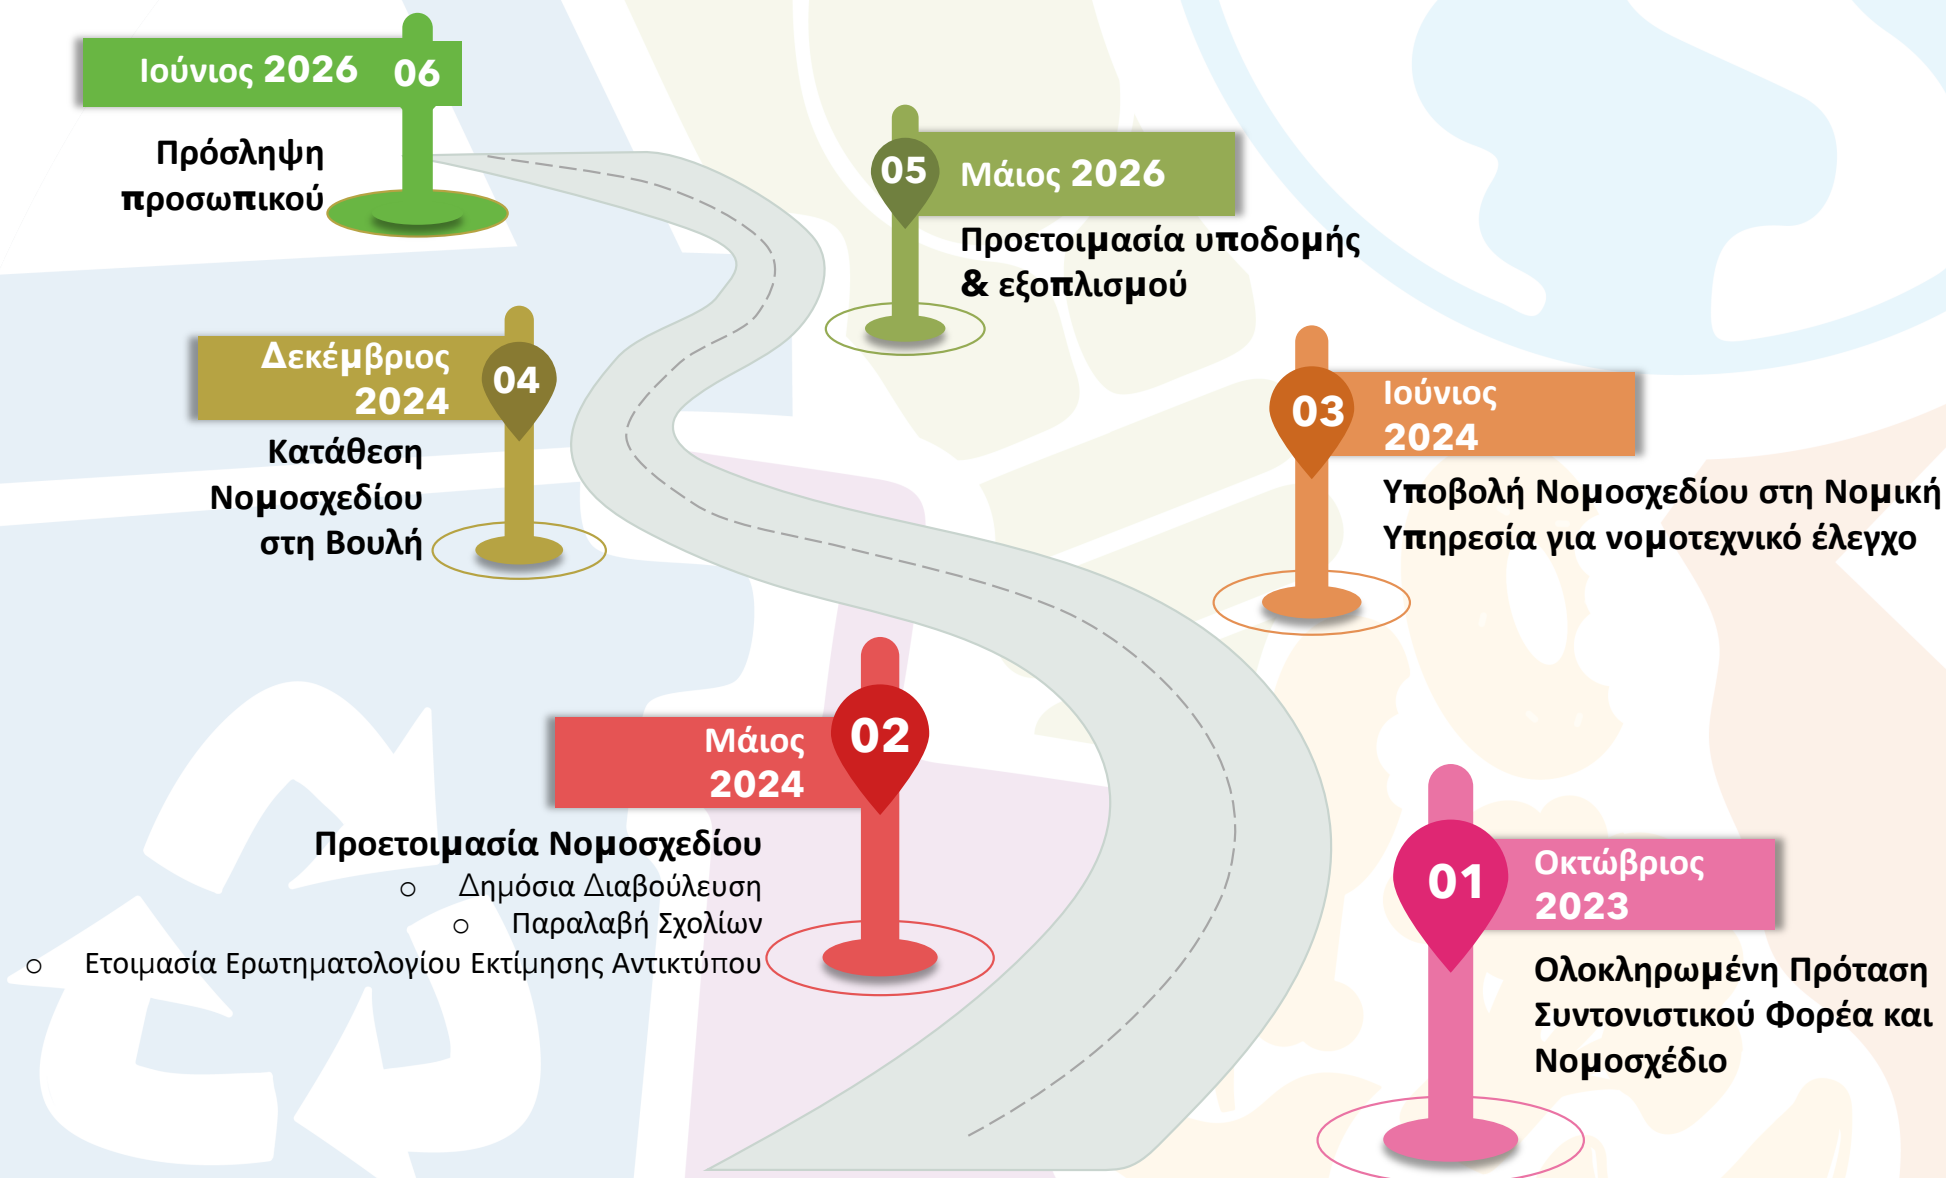 Ιούνιος 2026 06
Πρόσληψη
προσωπικού
05 Μάιος 2026
Προετοιμασία υποδομής
& εξοπλισμού
Δεκέμβριος
2024
04
Κατάθεση
Νομοσχεδίου
στη Βουλή
03
Ιούνιος
2024
Υποβολή Νομοσχεδίου στη Νομική
Υπηρεσία για νομοτεχνικό έλεγχο
Μάιος
2024
02
Προετοιμασία Νομοσχεδίου
o Δημόσια Διαβούλευση
o Παραλαβή Σχολίων
o Ετοιμασία Ερωτηματολογίου Εκτίμησης Αντικτύπου
01
Οκτώβριος
2023
Ολοκληρωμένη Πρόταση
Συντονιστικού Φορέα και
Νομοσχέδιο